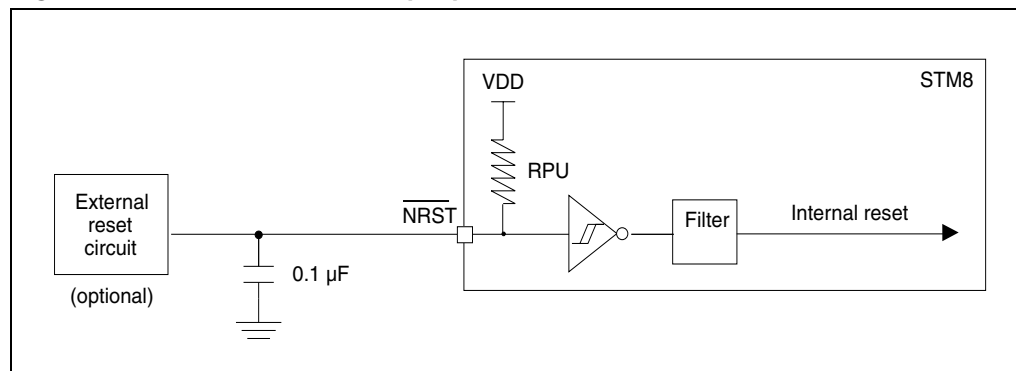 STM8
VDD
RPU
External
reset
circuit
(optional)
NRST
0.1 µF
Filter
Internal reset